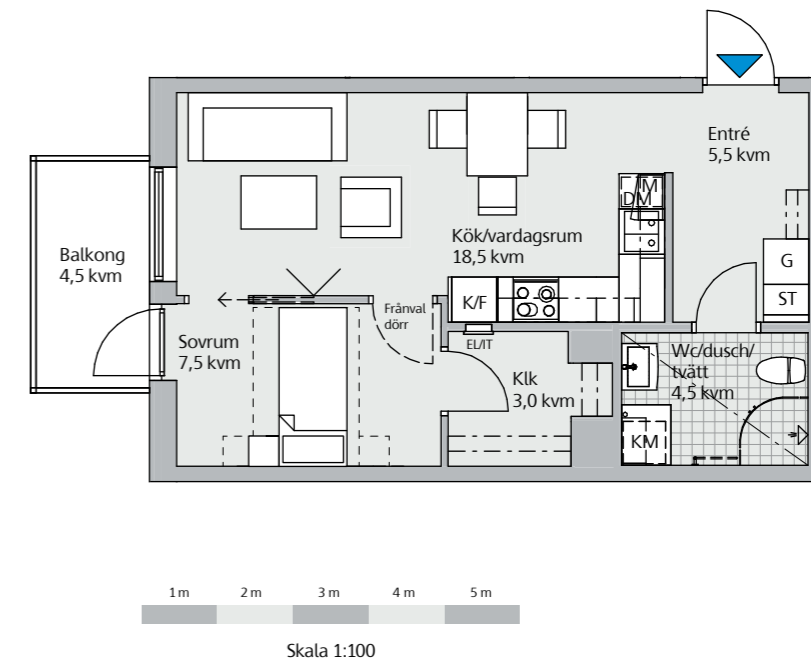 Entré
5,5 kvm
M
DM
Kök/vardagsrum
18,5 kvm
Balkong
4,5 kvm
G
ST
K/F
Frånval
dörr
EL/IT
Sovrum
7,5 kvm
Klk
3,0 kvm
Wc/dusch/
tvätt
4,5 kvm
KM
1 m 2 m 3 m 4 m 5 m
Skala 1:100